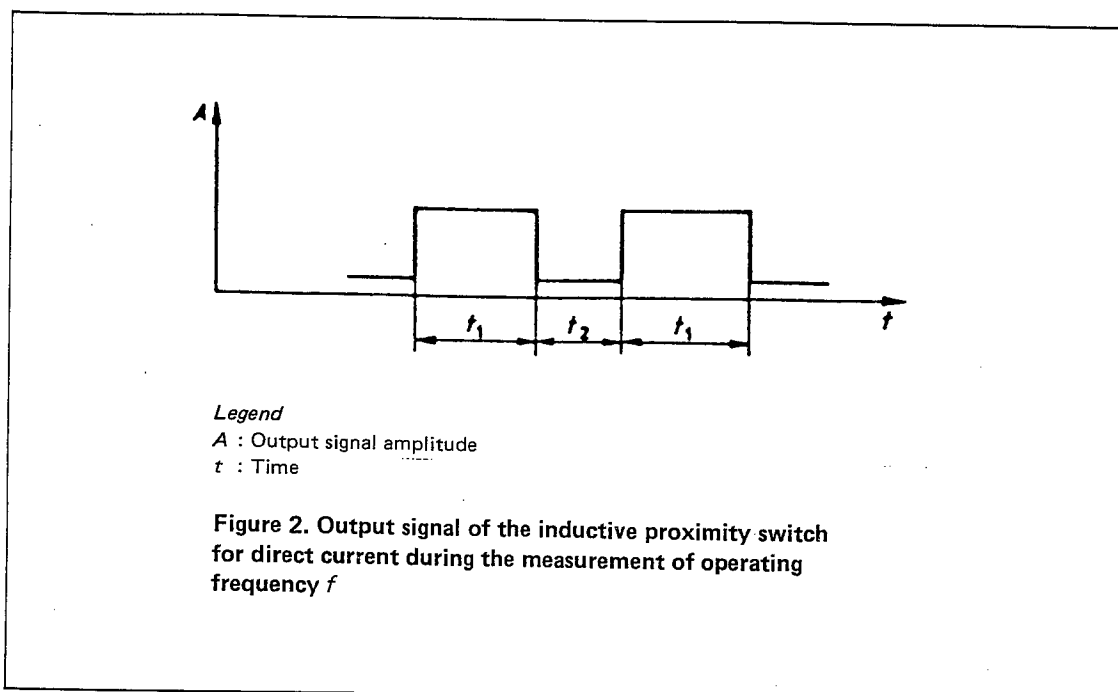 A
t₁ t₂ t₁
t
Legend
A : Output signal amplitude
t : Time
Figure 2. Output signal of the inductive proximity switch
for direct current during the measurement of operating
frequency f